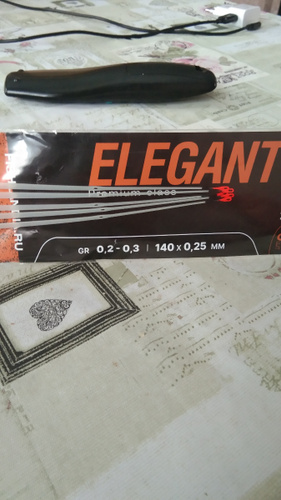 ELEGANT
Premium class
GR 0,2 - 0,3 | 140 x 0,25 MM